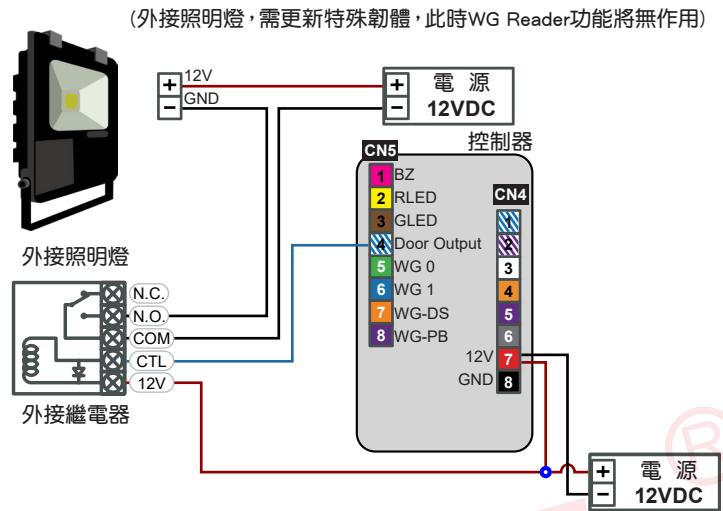 (外接照明燈，需更新特殊韌體，此時WG Reader功能將無作用)
+ 12V
− GND
+ 電 源
− 12VDC
外接照明燈
控制器
CN5
1 BZ
2 RLED
3 GLED
4 Door Output
5 WG 0
6 WG 1
7 WG-DS
8 WG-PB
CN4
1
2
3
4
5
6
12V 7
GND 8
N.C.
N.O.
COM
CTL
12V
外接繼電器
+ 電 源
− 12VDC
R